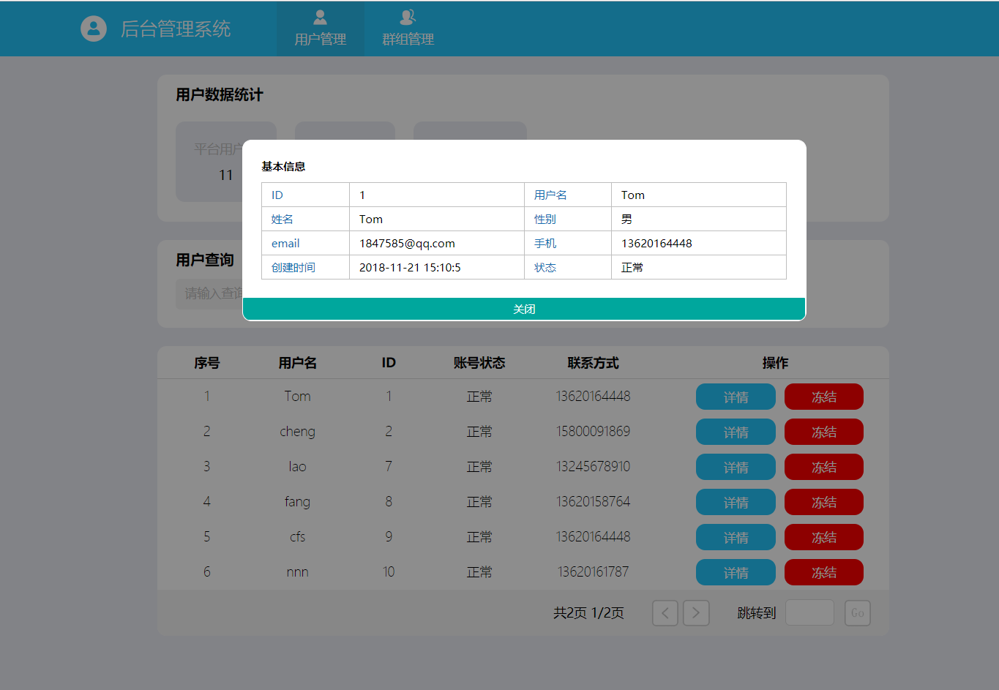 后台管理系统
用户管理
群组管理
用户数据统计
平台用户
11
基本信息
ID 1 用户名 Tom
姓名 Tom 性别 男
email 1847585@qq.com 手机 13620164448
创建时间 2018-11-21 15:10:5 状态 正常
关闭
用户查询
请输入查询
序号 用户名 ID 账号状态 联系方式 操作
1 Tom 1 正常 13620164448 详情 冻结
2 cheng 2 正常 15800091869 详情 冻结
3 lao 7 正常 13245678910 详情 冻结
4 fang 8 正常 13620158764 详情 冻结
5 cfs 9 正常 13620164448 详情 冻结
6 nnn 10 正常 13620161787 详情 冻结
共2页 1/2页 < > 跳转到 Go